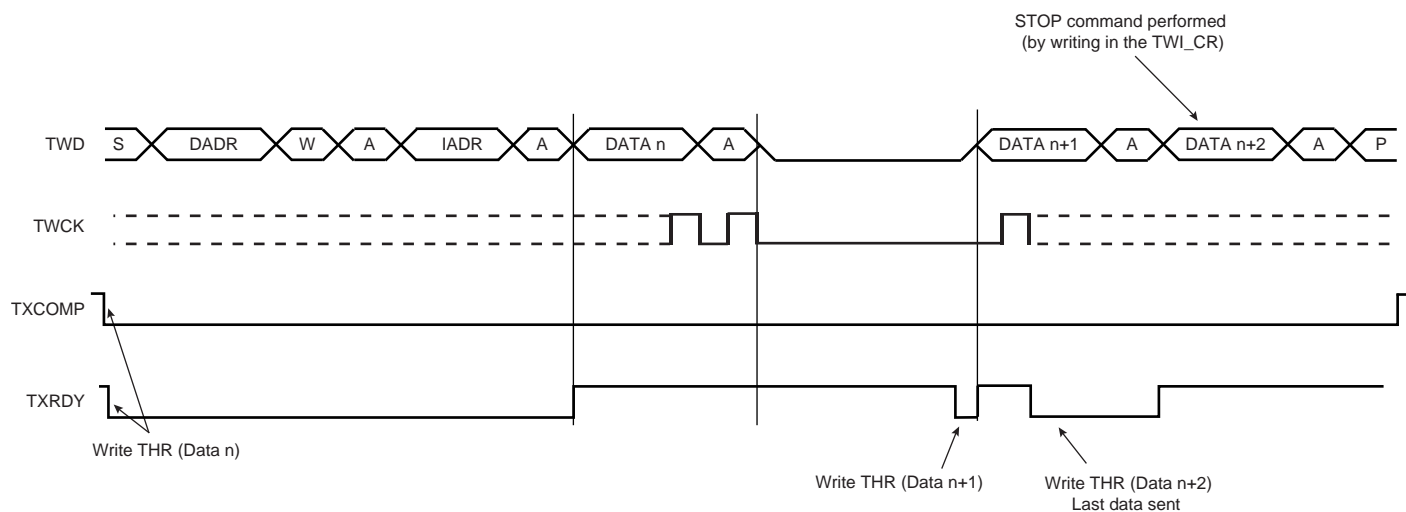 STOP command performed
(by writing in the TWI_CR)
TWD S DADR W A IADR A DATA n A DATA n+1 A DATA n+2 A P
TWCK
TXCOMP
TXRDY
Write THR (Data n)
Write THR (Data n+1)
Write THR (Data n+2)
Last data sent